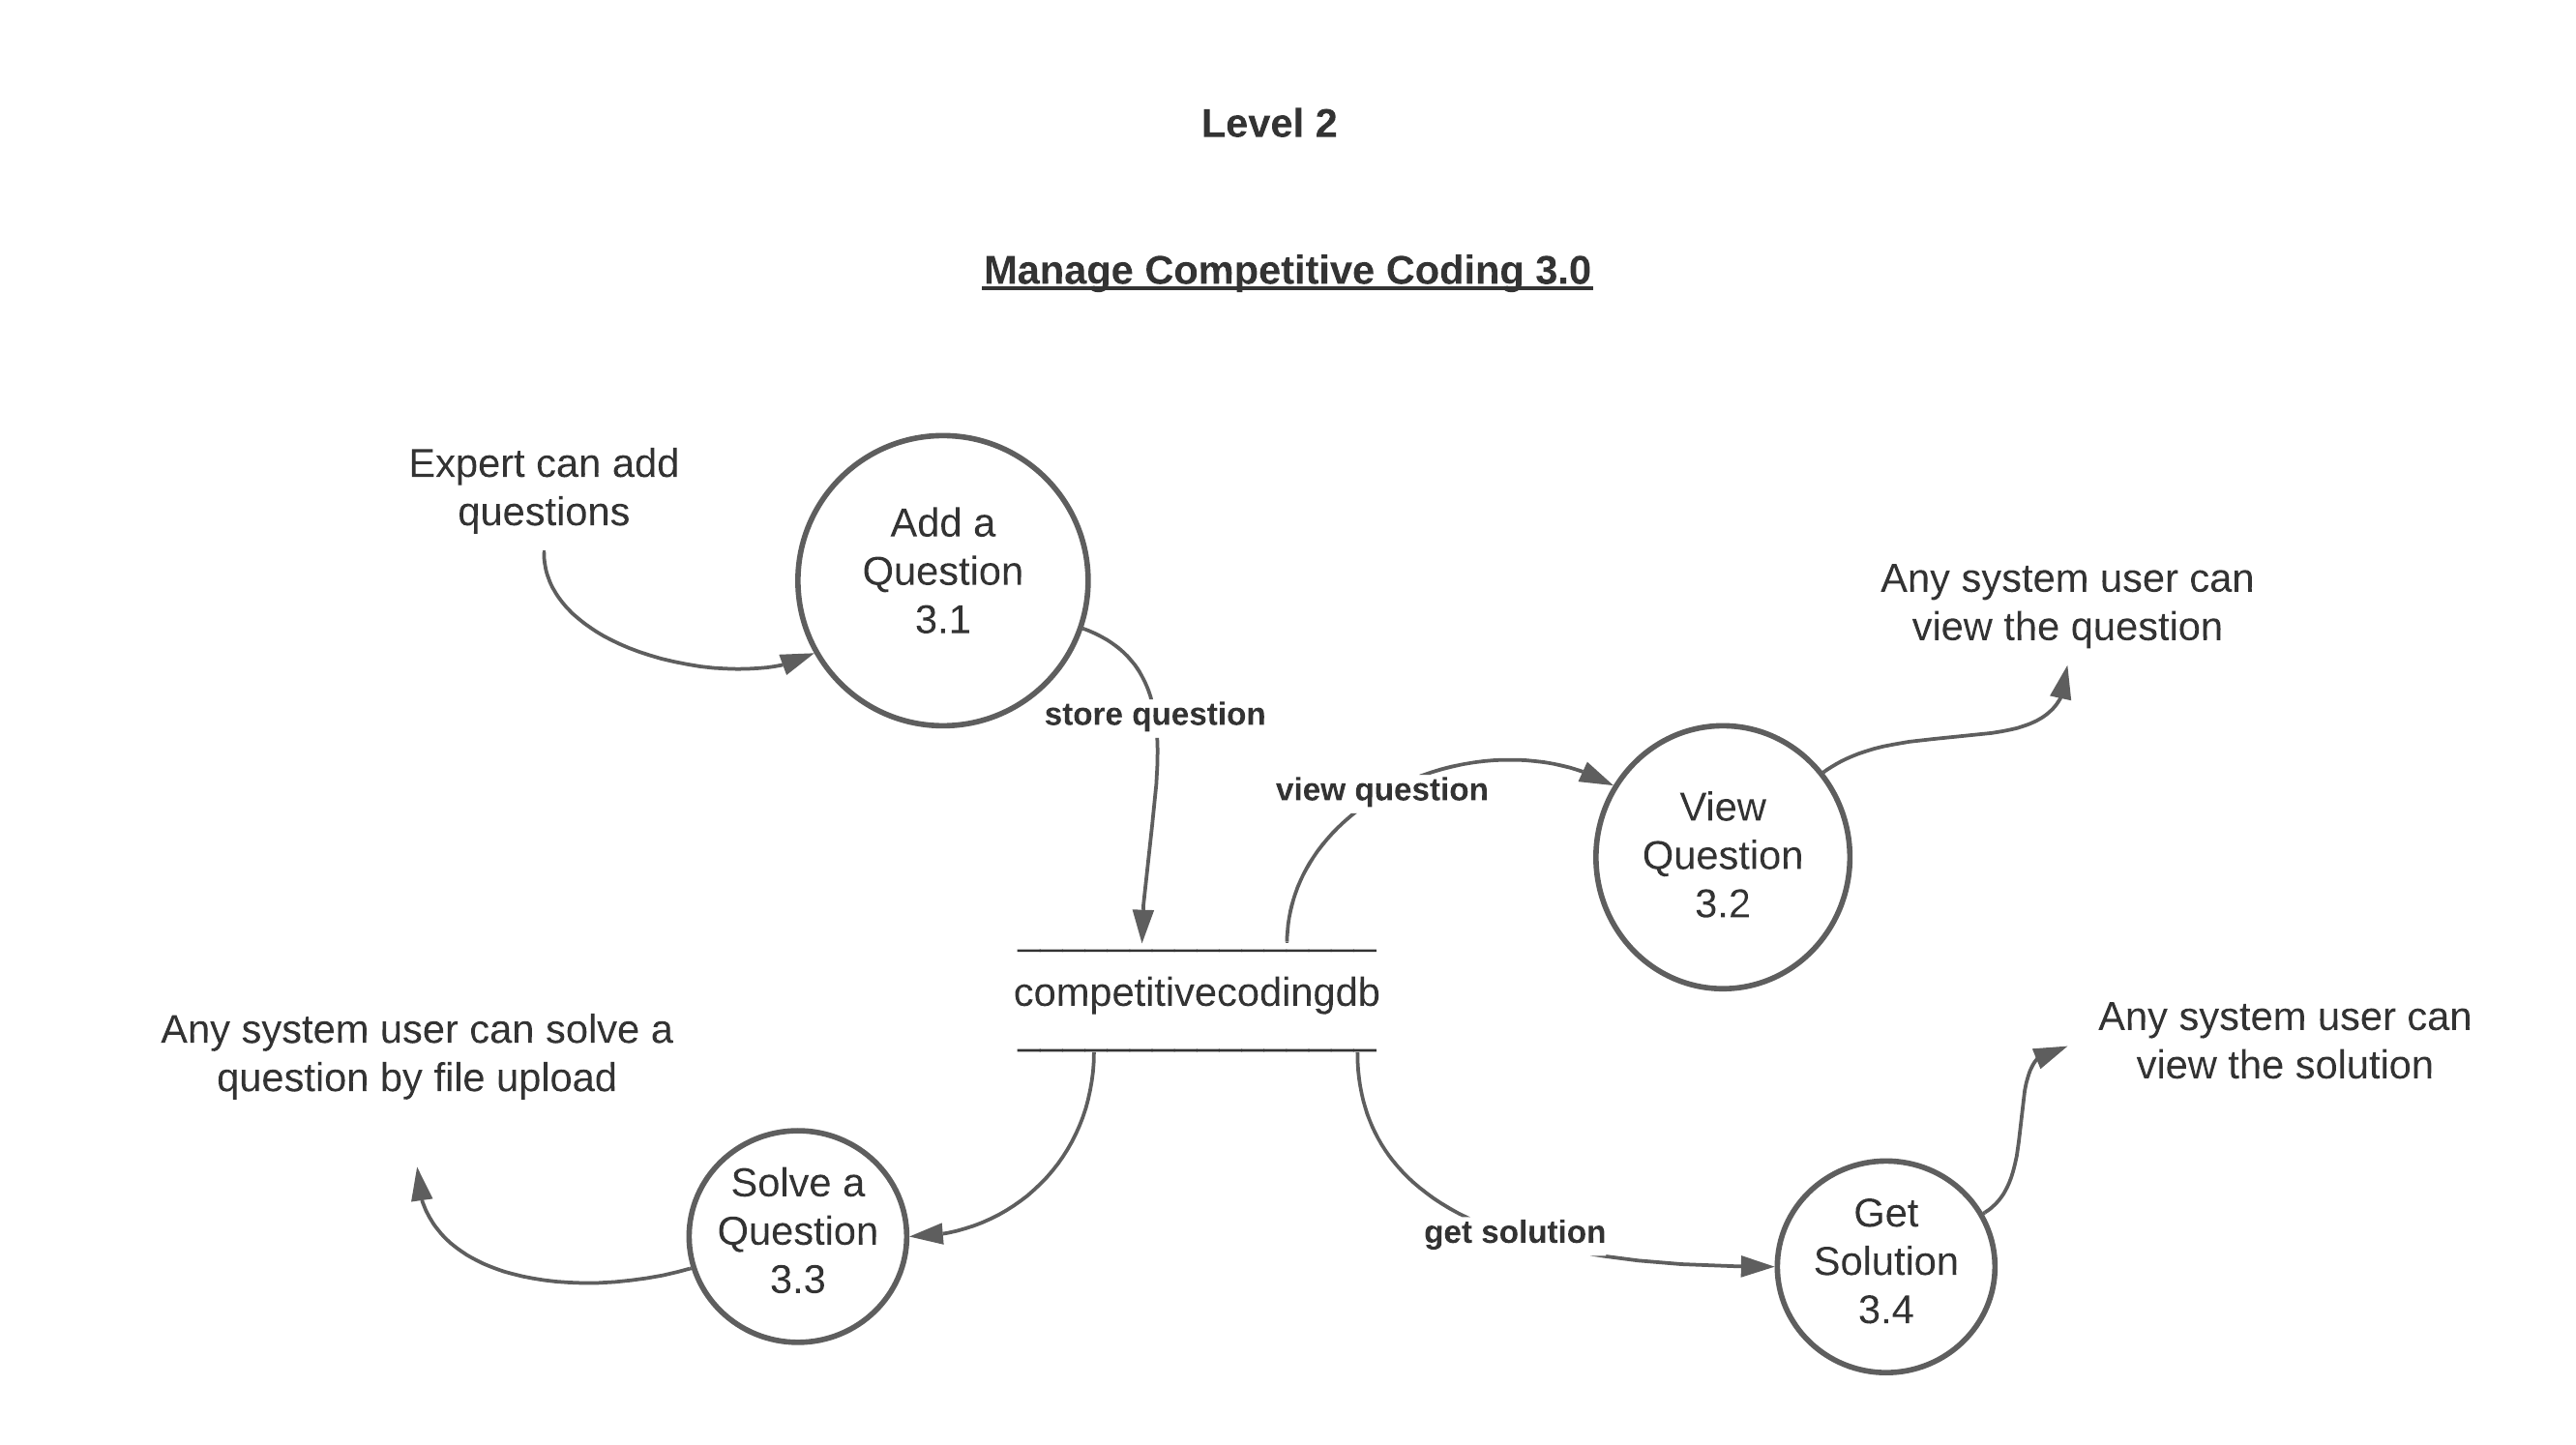 Level 2
Manage Competitive Coding 3.0
Expert can add
questions
Add a
Question
3.1
store question
view question
View
Question
3.2
Any system user can
view the question
competitivecodingdb
Any system user can solve a
question by file upload
Solve a
Question
3.3
get solution
Get
Solution
3.4
Any system user can
view the solution